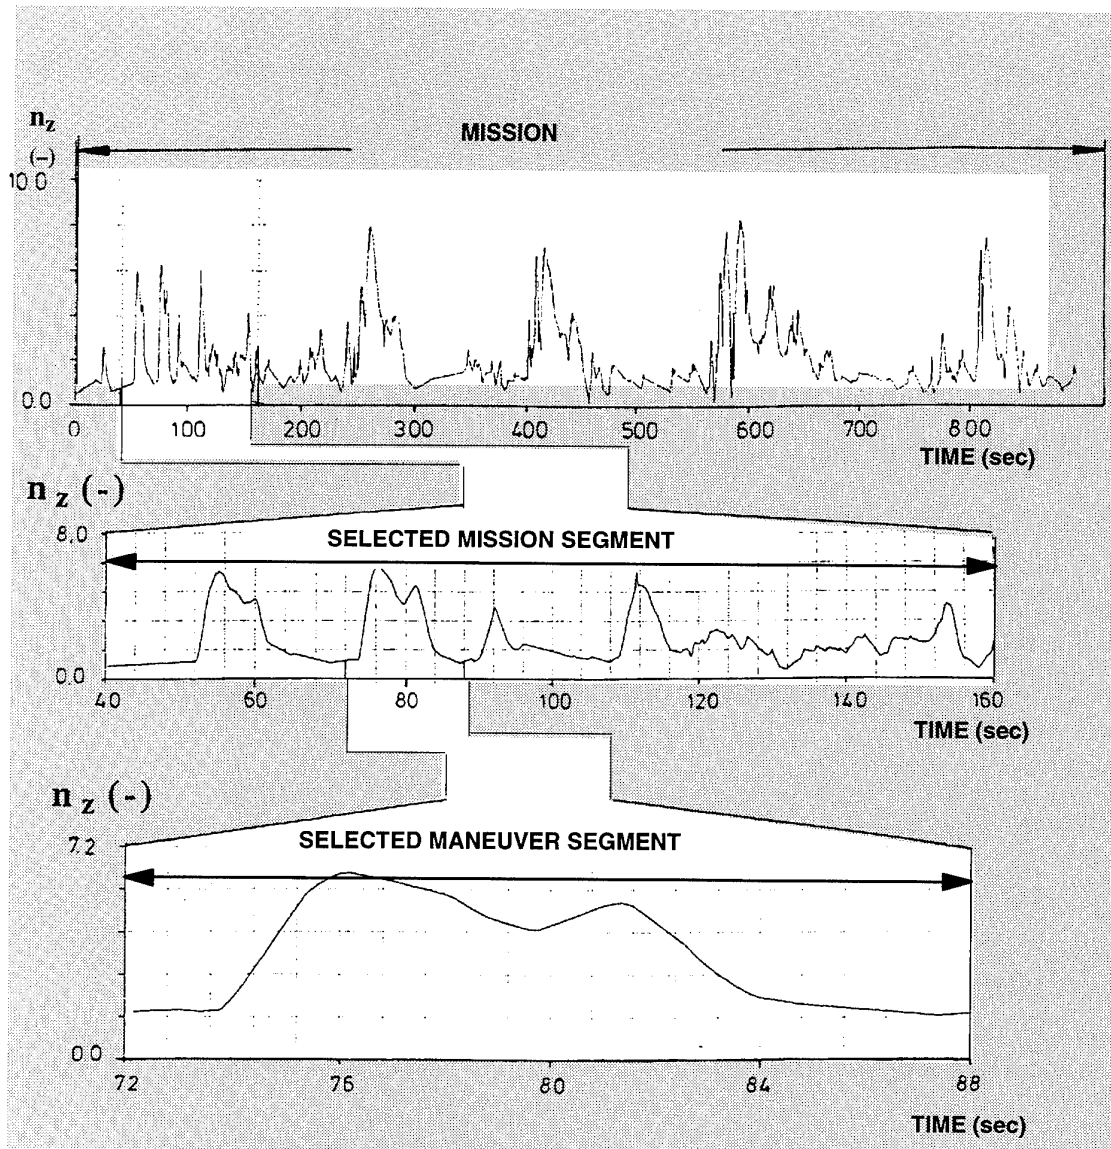 n_z
(–)
MISSION
10.0
0.0
0 100 200 300 400 500 600 700 800
TIME (sec)
n_z (-)
8.0
SELECTED MISSION SEGMENT
0.0
40 60 80 100 120 140 160
TIME (sec)
n_z (-)
7.2
SELECTED MANEUVER SEGMENT
0.0
72 76 80 84 88
TIME (sec)